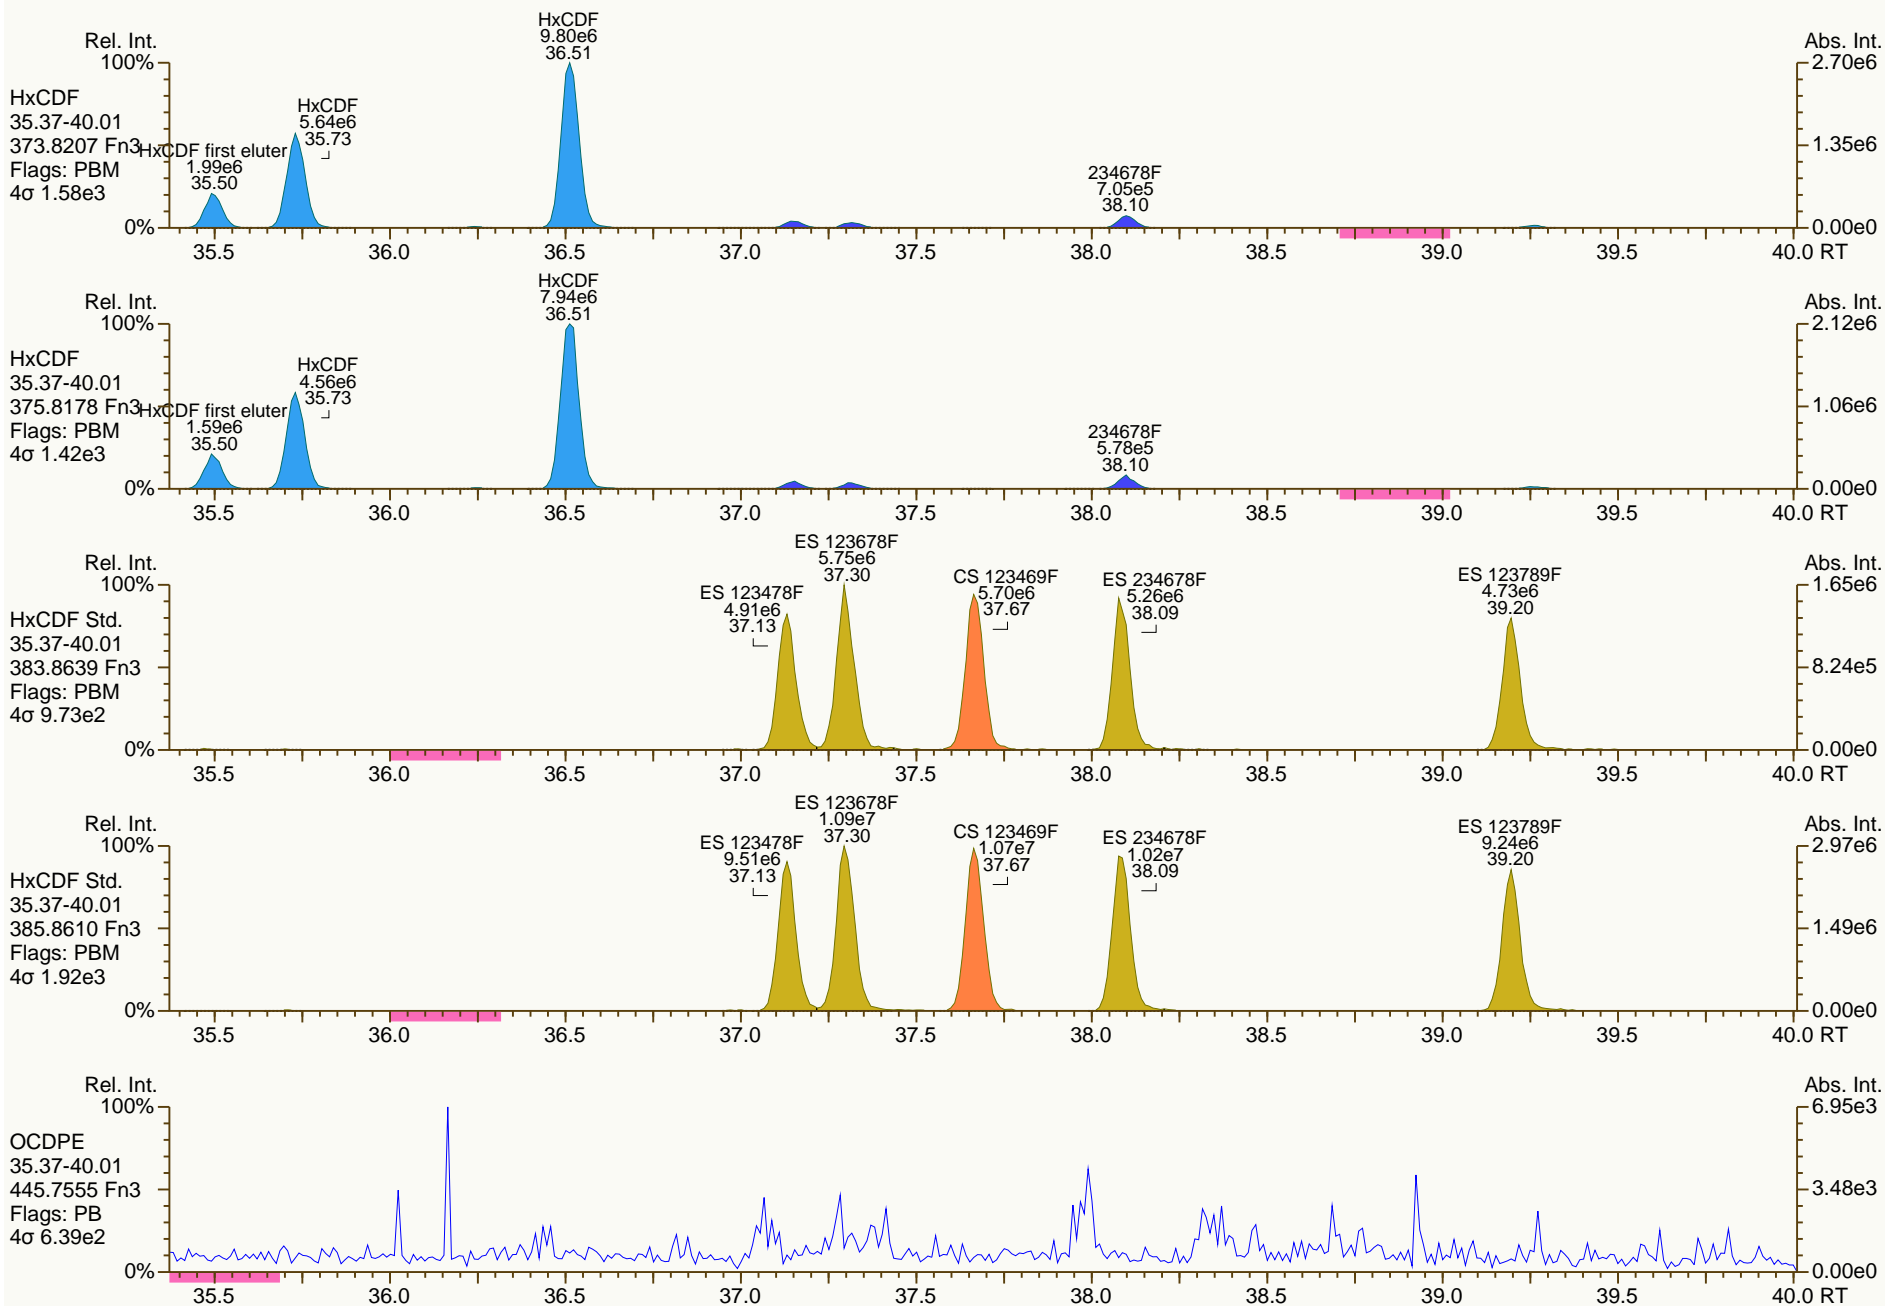 HxCDF
9.80e6
36.51
Rel. Int.
Abs. Int.
100%
2.70e6
HxCDF
35.37-40.01
373.8207 Fn3
Flags: PBM
4σ 1.58e3
HxCDF
5.64e6
35.73
HxCDF first eluter
1.99e6
35.50
1.35e6
234678F
7.05e5
38.10
0%
0.00e0
35.5 36.0 36.5 37.0 37.5 38.0 38.5 39.0 39.5 40.0 RT
HxCDF
7.94e6
36.51
Rel. Int.
Abs. Int.
100%
2.12e6
HxCDF
35.37-40.01
375.8178 Fn3
Flags: PBM
4σ 1.42e3
HxCDF
4.56e6
35.73
HxCDF first eluter
1.59e6
35.50
1.06e6
234678F
5.78e5
38.10
0%
0.00e0
35.5 36.0 36.5 37.0 37.5 38.0 38.5 39.0 39.5 40.0 RT
Rel. Int.
Abs. Int.
100%
1.65e6
HxCDF Std.
35.37-40.01
383.8639 Fn3
Flags: PBM
4σ 9.73e2
ES 123478F
4.91e6
37.13
ES 123678F
5.75e6
37.30
CS 123469F
5.70e6
37.67
ES 234678F
5.26e6
38.09
ES 123789F
4.73e6
39.20
8.24e5
0%
0.00e0
35.5 36.0 36.5 37.0 37.5 38.0 38.5 39.0 39.5 40.0 RT
Rel. Int.
Abs. Int.
100%
2.97e6
HxCDF Std.
35.37-40.01
385.8610 Fn3
Flags: PBM
4σ 1.92e3
ES 123478F
9.51e6
37.13
ES 123678F
1.09e7
37.30
CS 123469F
1.07e7
37.67
ES 234678F
1.02e7
38.09
ES 123789F
9.24e6
39.20
1.49e6
0%
0.00e0
35.5 36.0 36.5 37.0 37.5 38.0 38.5 39.0 39.5 40.0 RT
Rel. Int.
Abs. Int.
100%
6.95e3
OCDPE
35.37-40.01
445.7555 Fn3
Flags: PB
4σ 6.39e2
3.48e3
0%
0.00e0
35.5 36.0 36.5 37.0 37.5 38.0 38.5 39.0 39.5 40.0 RT